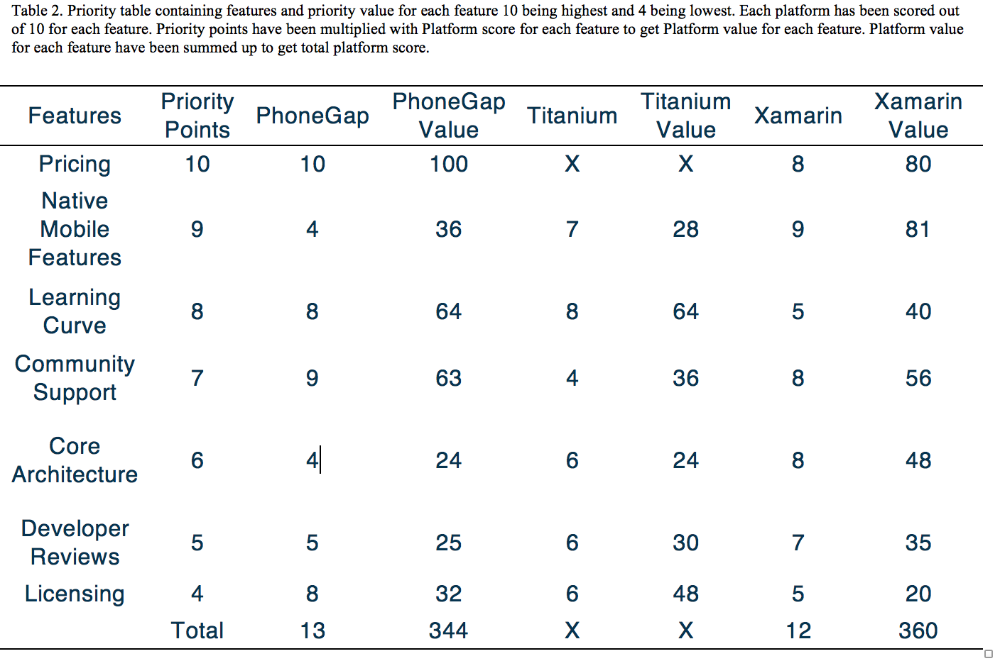 Table 2. Priority table containing features and priority value for each feature 10 being highest and 4 being lowest. Each platform has been scored out
of 10 for each feature. Priority points have been multiplied with Platform score for each feature to get Platform value for each feature. Platform value
for each feature have been summed up to get total platform score.
Features Priority Points PhoneGap PhoneGap Value Titanium Titanium Value Xamarin Xamarin Value
Pricing 10 10 100 X X 8 80
Native Mobile Features 9 4 36 7 28 9 81
Learning Curve 8 8 64 8 64 5 40
Community Support 7 9 63 4 36 8 56
Core Architecture 6 4 24 6 24 8 48
Developer Reviews 5 5 25 6 30 7 35
Licensing 4 8 32 6 48 5 20
Total 13 344 X X 12 360